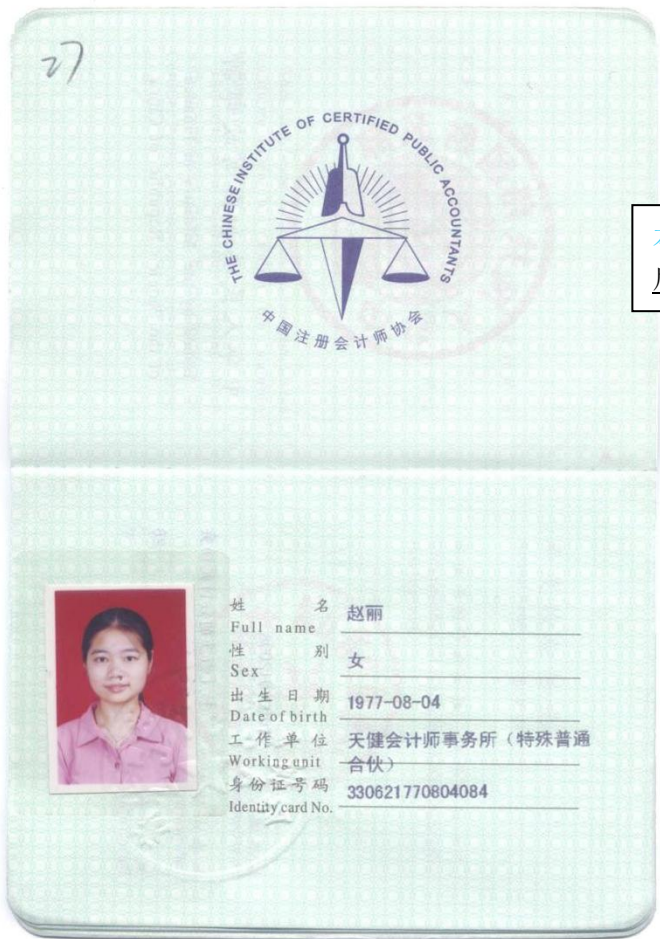 27
THE CHINESE INSTITUTE OF CERTIFIED PUBLIC ACCOUNTANTS
中国注册会计师协会
姓 名 赵丽
Full name
性 别 女
Sex
出生日期 1977-08-04
Date of birth
工作单位 天健会计师事务所（特殊普通
Working unit 合伙）
身份证号码 330621770804084
Identity card No.